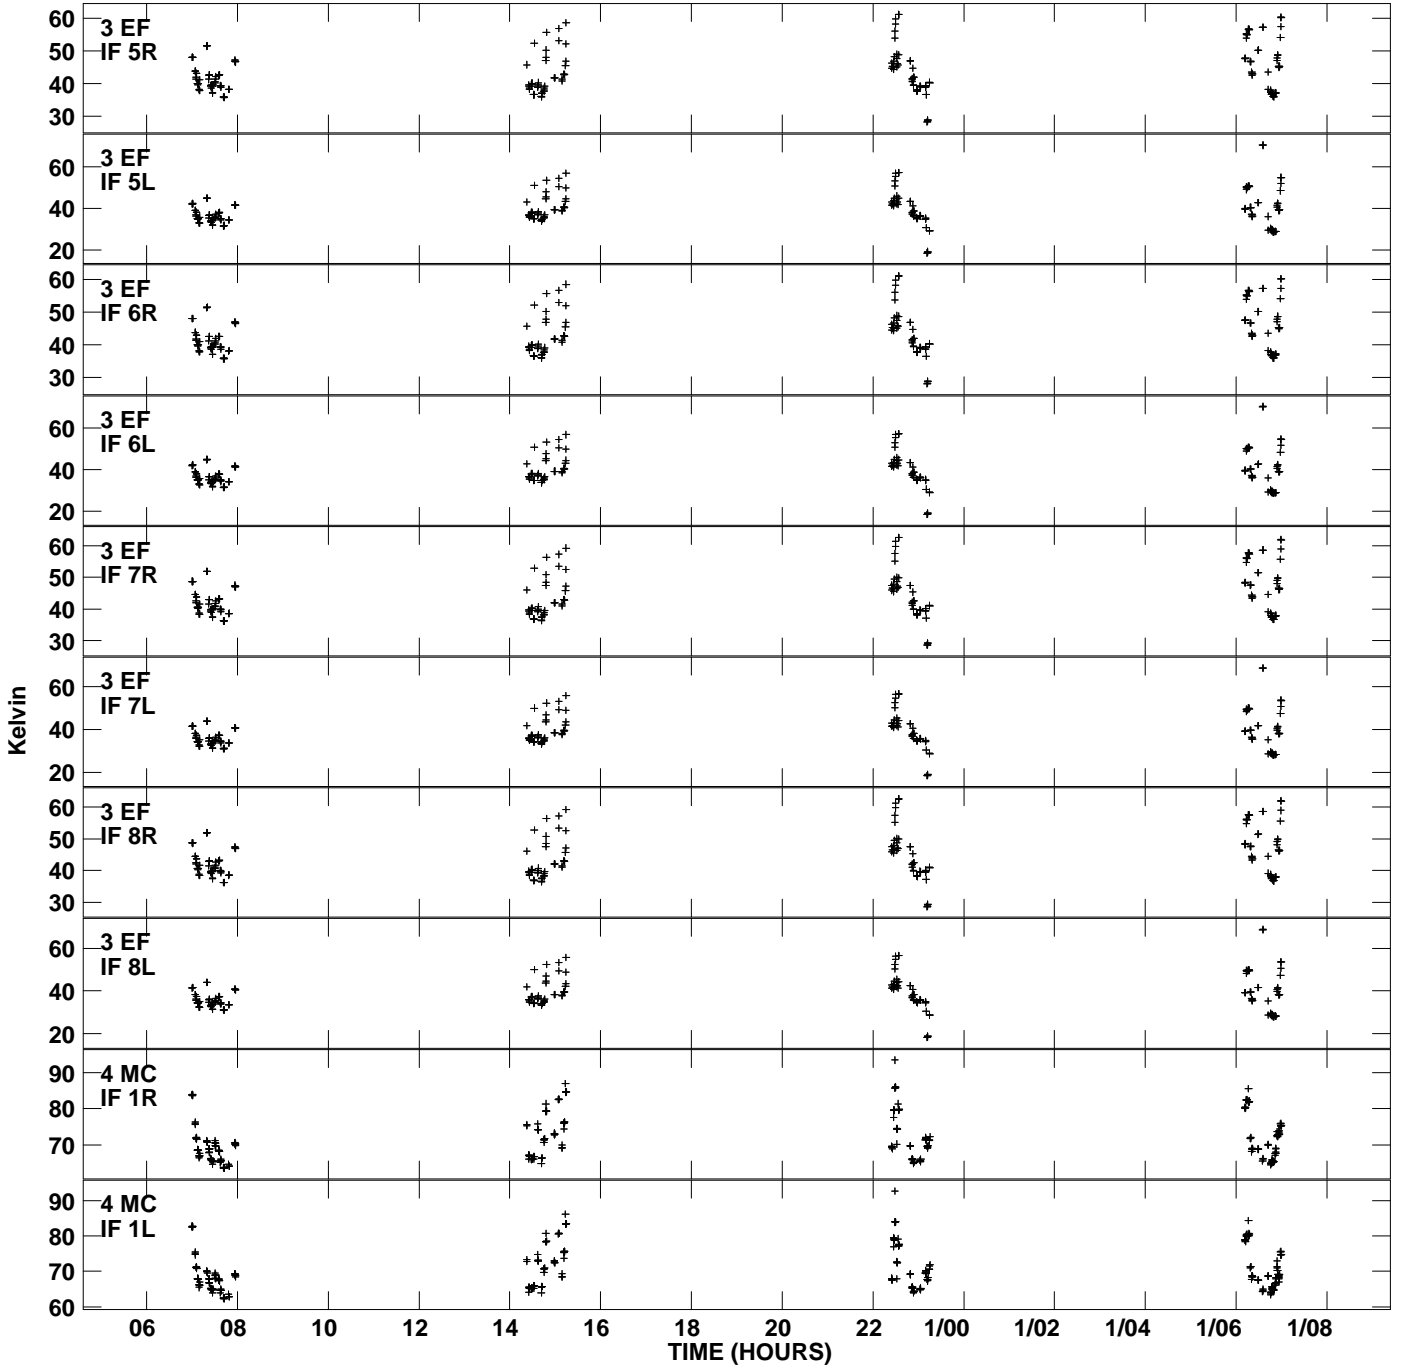 3 EF
IF 5R
60
50
40
30
3 EF
IF 5L
60
40
20
3 EF
IF 6R
60
50
40
30
3 EF
IF 6L
60
40
20
3 EF
IF 7R
60
50
40
30
3 EF
IF 7L
60
40
20
3 EF
IF 8R
60
50
40
30
3 EF
IF 8L
60
40
20
4 MC
IF 1R
90
80
70
4 MC
IF 1L
90
80
70
60
Kelvin
06 08 10 12 14 16 18 20 22 1/00 1/02 1/04 1/06 1/08
TIME (HOURS)